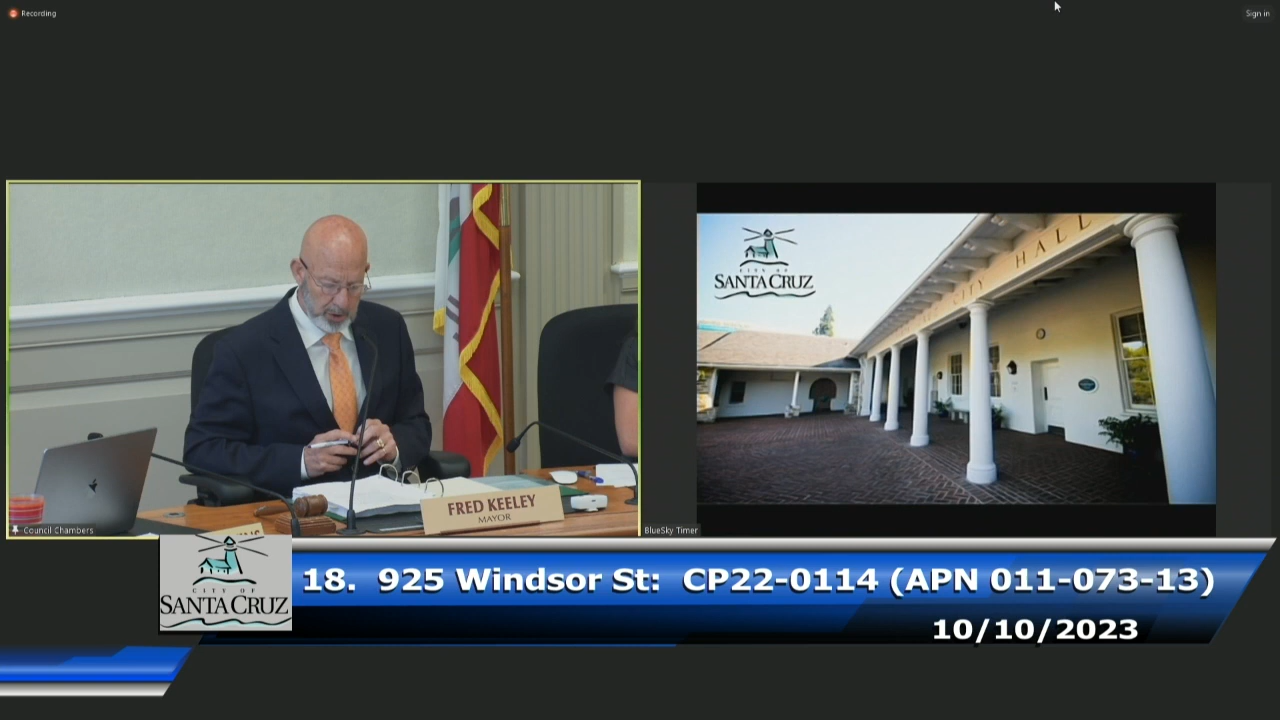 Recording
Sign in
CITY OF
SANTA CRUZ
CITY HALL
FRED KEELEY
MAYOR
Council Chambers
BlueSky Timer
CITY OF
SANTA CRUZ
18. 925 Windsor St: CP22-0114 (APN 011-073-13)
10/10/2023